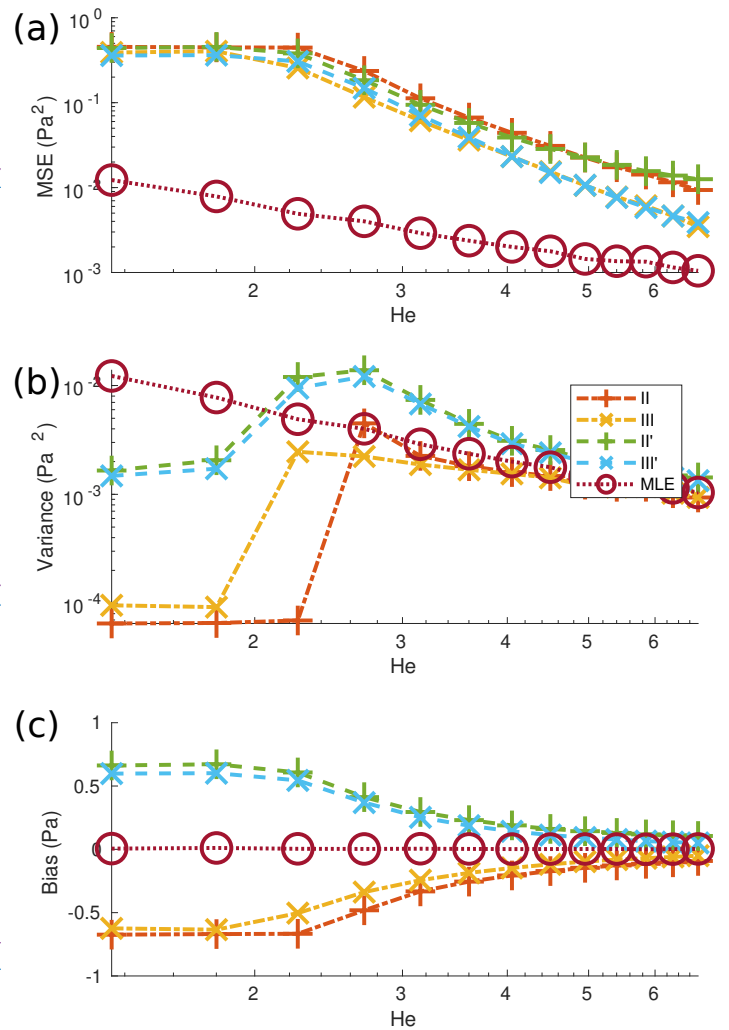 (a)
10^0
10^-1
10^-2
10^-3
MSE (Pa^2)
2 3 4 5 6
He
(b)
10^-2
10^-3
10^-4
Variance (Pa ^2)
II
III
II'
III'
MLE
2 3 4 5 6
He
(c)
1
0.5
0
-0.5
-1
Bias (Pa)
2 3 4 5 6
He